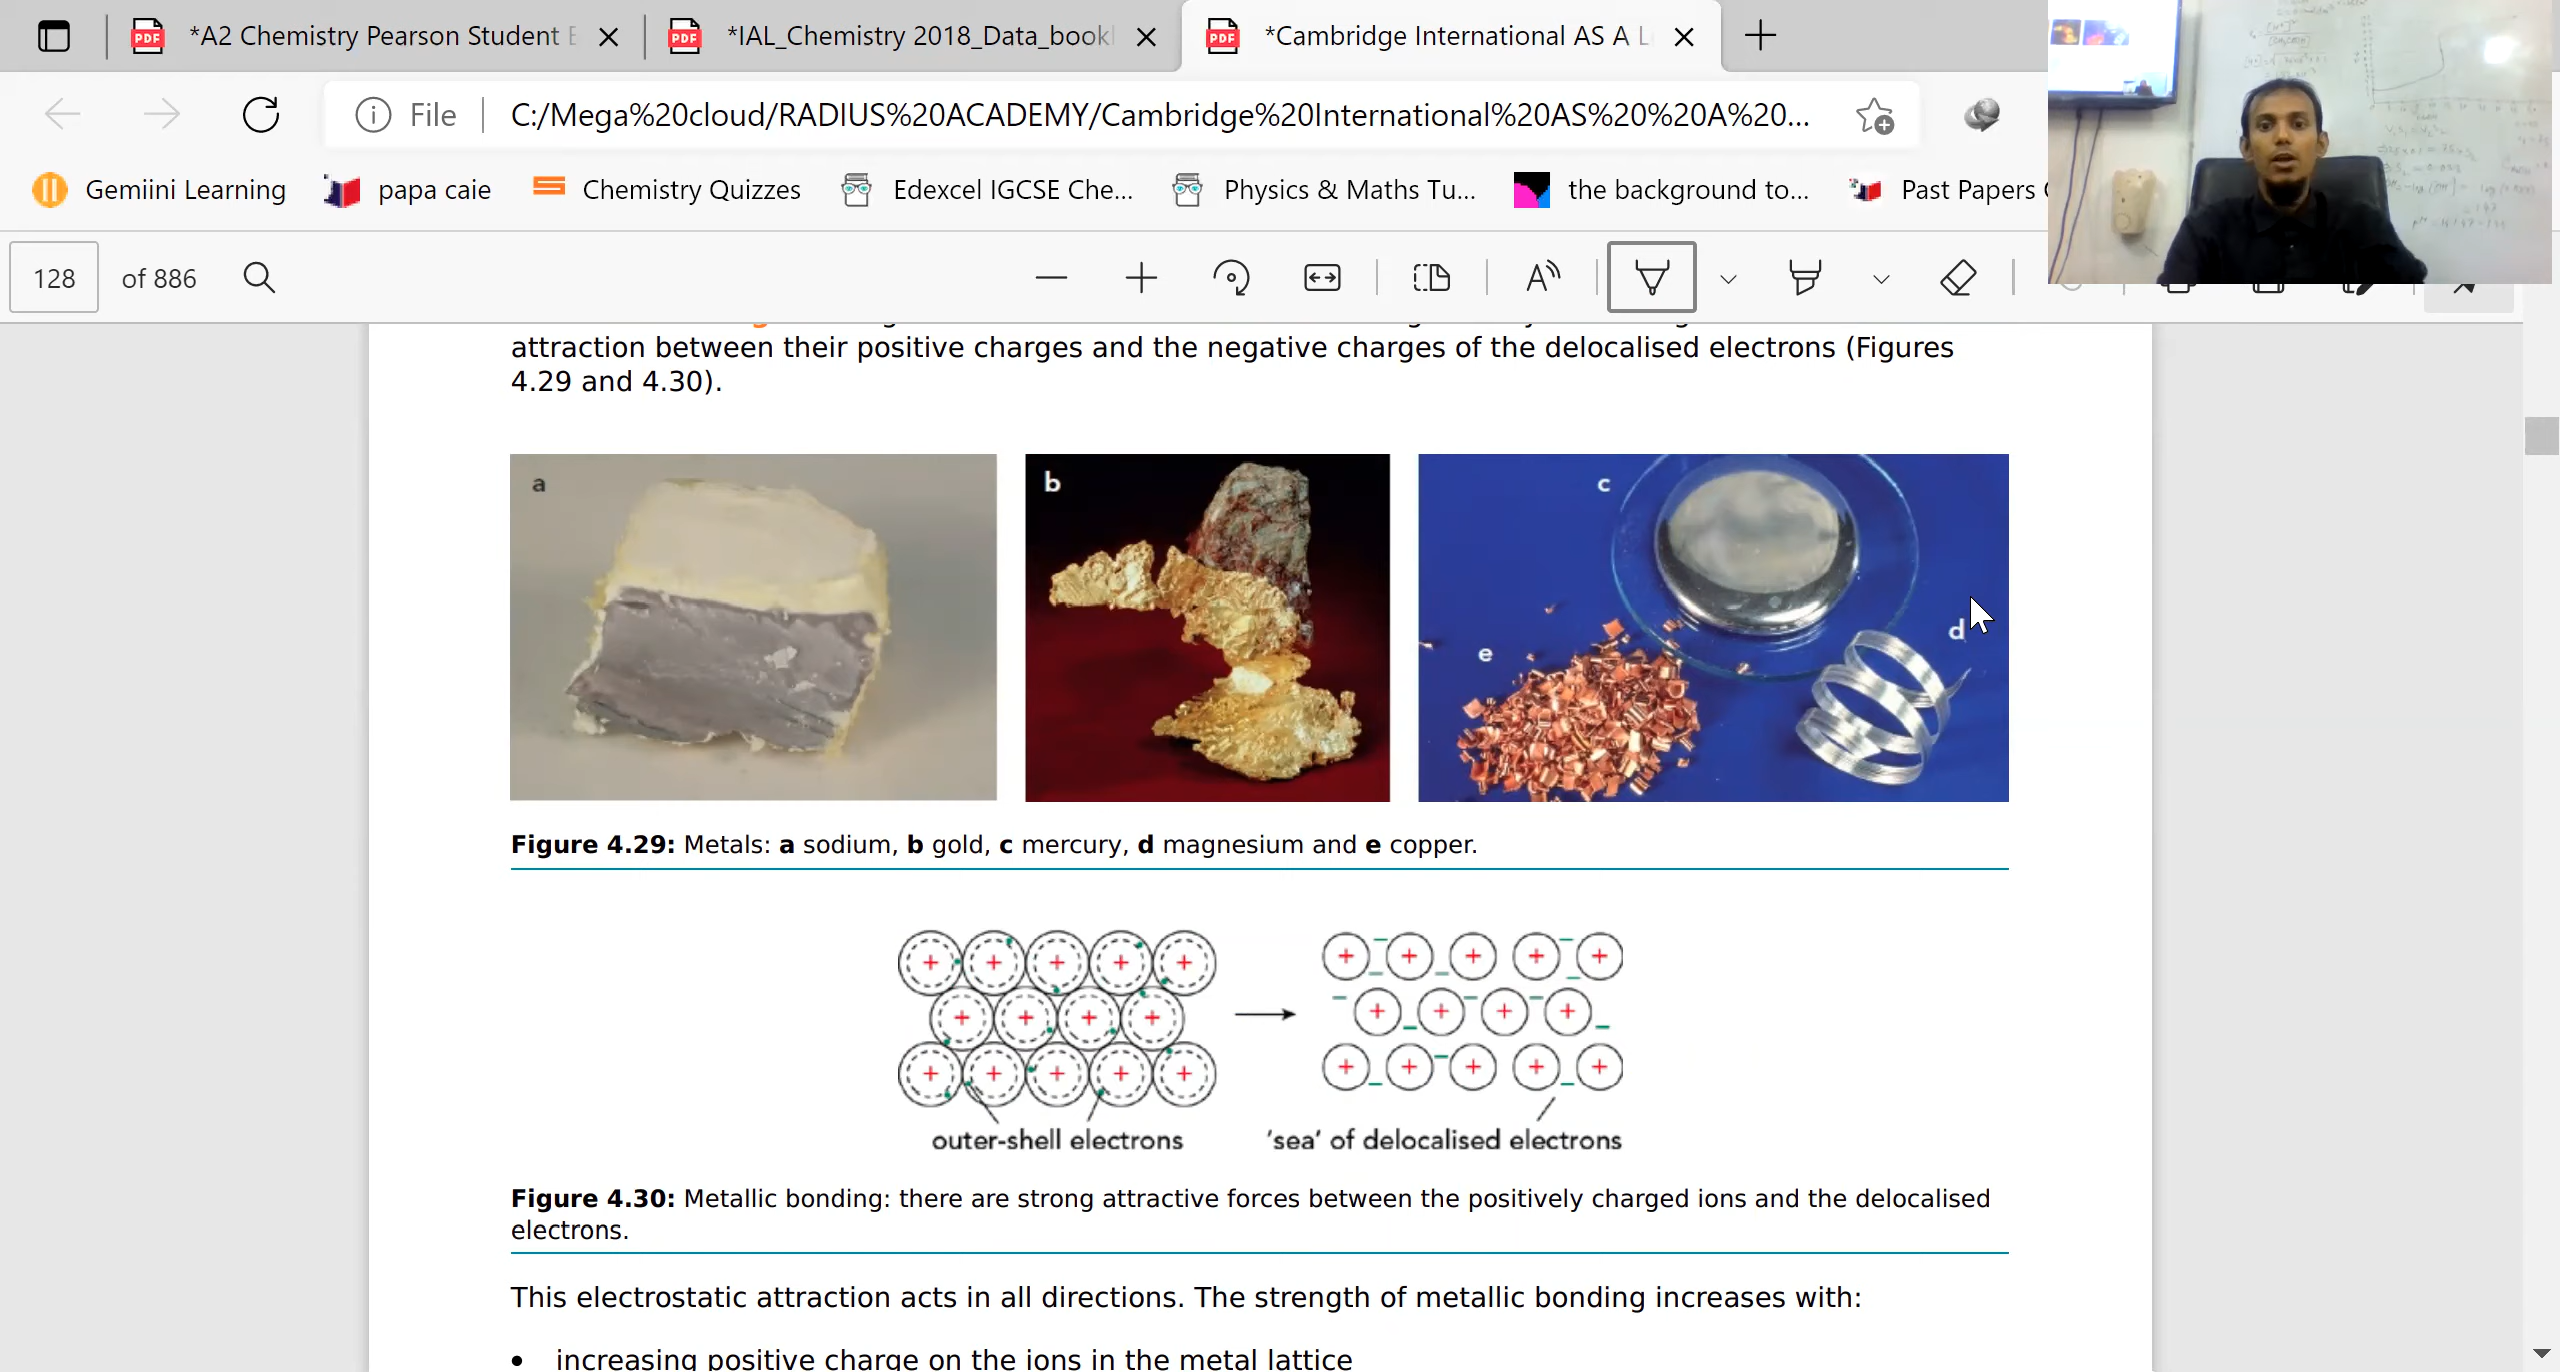 *A2 Chemistry Pearson Student E
*IAL_Chemistry 2018_Data_book
*Cambridge International AS A L
File
C:/Mega%20cloud/RADIUS%20ACADEMY/Cambridge%20International%20AS%20%20A%20...
Gemiini Learning
papa caie
Chemistry Quizzes
Edexcel IGCSE Che...
Physics & Maths Tu...
the background to...
Past Papers
128 of 886
attraction between their positive charges and the negative charges of the delocalised electrons (Figures
4.29 and 4.30).
a
b
c
d
e
Figure 4.29: Metals: a sodium, b gold, c mercury, d magnesium and e copper.
outer-shell electrons
'sea' of delocalised electrons
Figure 4.30: Metallic bonding: there are strong attractive forces between the positively charged ions and the delocalised
electrons.
This electrostatic attraction acts in all directions. The strength of metallic bonding increases with:
• increasing positive charge on the ions in the metal lattice